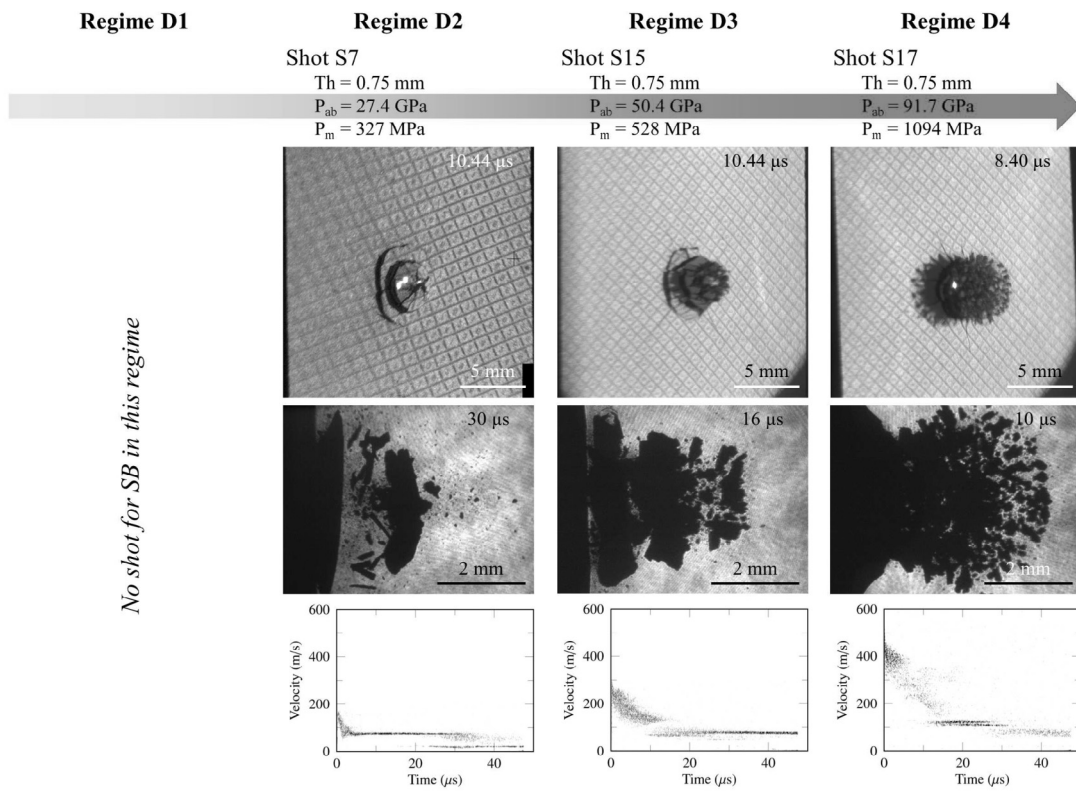 Regime D1 Regime D2 Regime D3 Regime D4
Shot S7 Shot S15 Shot S17
Th = 0.75 mm Th = 0.75 mm Th = 0.75 mm
P_ab = 27.4 GPa P_ab = 50.4 GPa P_ab = 91.7 GPa
P_m = 327 MPa P_m = 528 MPa P_m = 1094 MPa
10.44 μs 10.44 μs 8.40 μs
5 mm 5 mm 5 mm
No shot for SB in this regime
30 μs 16 μs 10 μs
2 mm 2 mm 2 mm
600 600 600
400 400 400
200 200 200
0 0 0
Velocity (m/s) Velocity (m/s) Velocity (m/s)
0 20 40 0 20 40 0 20 40
Time (μs) Time (μs) Time (μs)